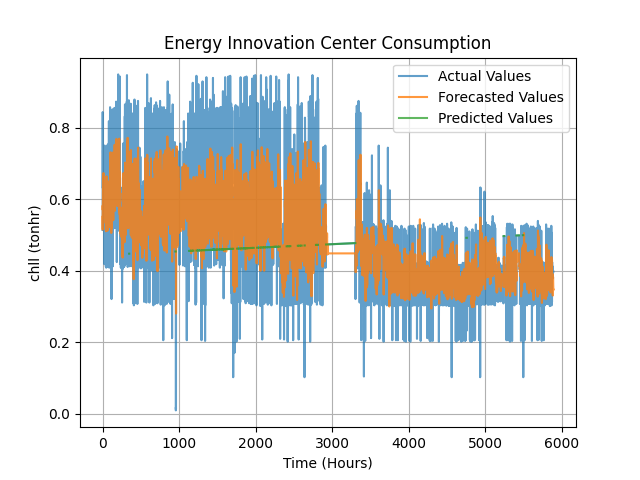 Energy Innovation Center Consumption
Actual Values
Forecasted Values
Predicted Values
chll (tonhr)
0.8
0.6
0.4
0.2
0.0
0 1000 2000 3000 4000 5000 6000
Time (Hours)